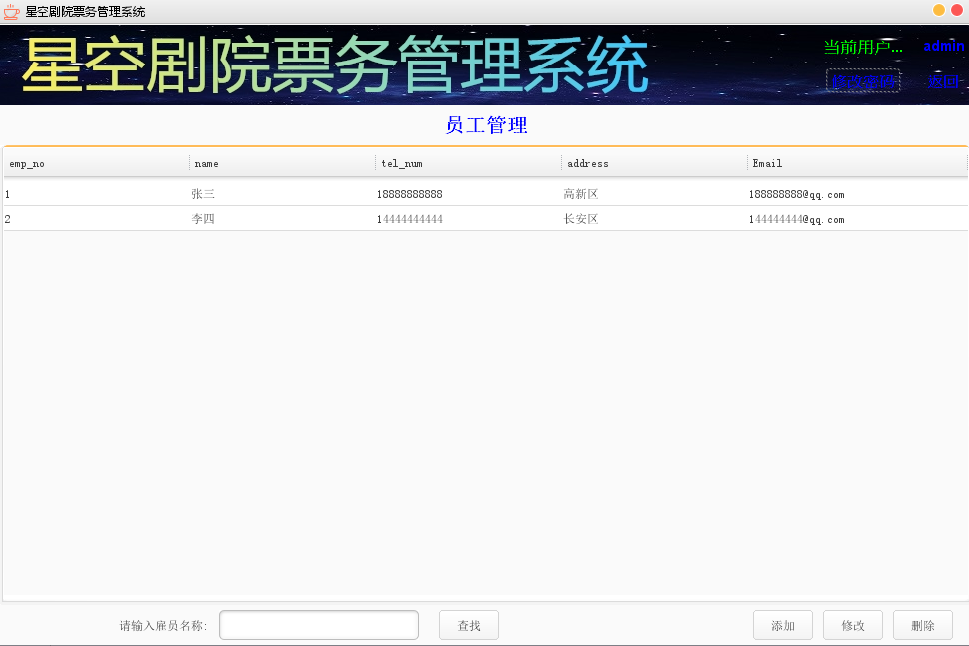 星空剧院票务管理系统
星空剧院票务管理系统
当前用户... admin
修改密码 返回
员工管理
emp_no name tel_num address Email
1 张三 18888888888 高新区 188888888@qq.com
2 李四 14444444444 长安区 144444444@qq.com
请输入雇员名称: 查找 添加 修改 删除